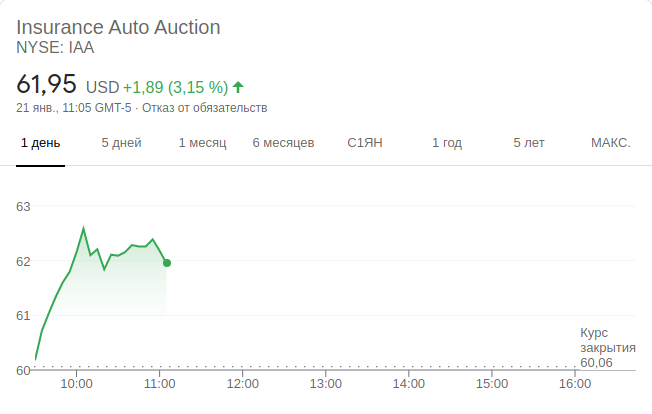 Insurance Auto Auction
NYSE: IAA
61,95 USD +1,89 (3,15 %)
21 янв., 11:05 GMT-5 · Отказ от обязательств
1 день 5 дней 1 месяц 6 месяцев С1ЯН 1 год 5 лет МАКС.
63
62
61
Курс
закрытия
60,06
60
10:00 11:00 12:00 13:00 14:00 15:00 16:00